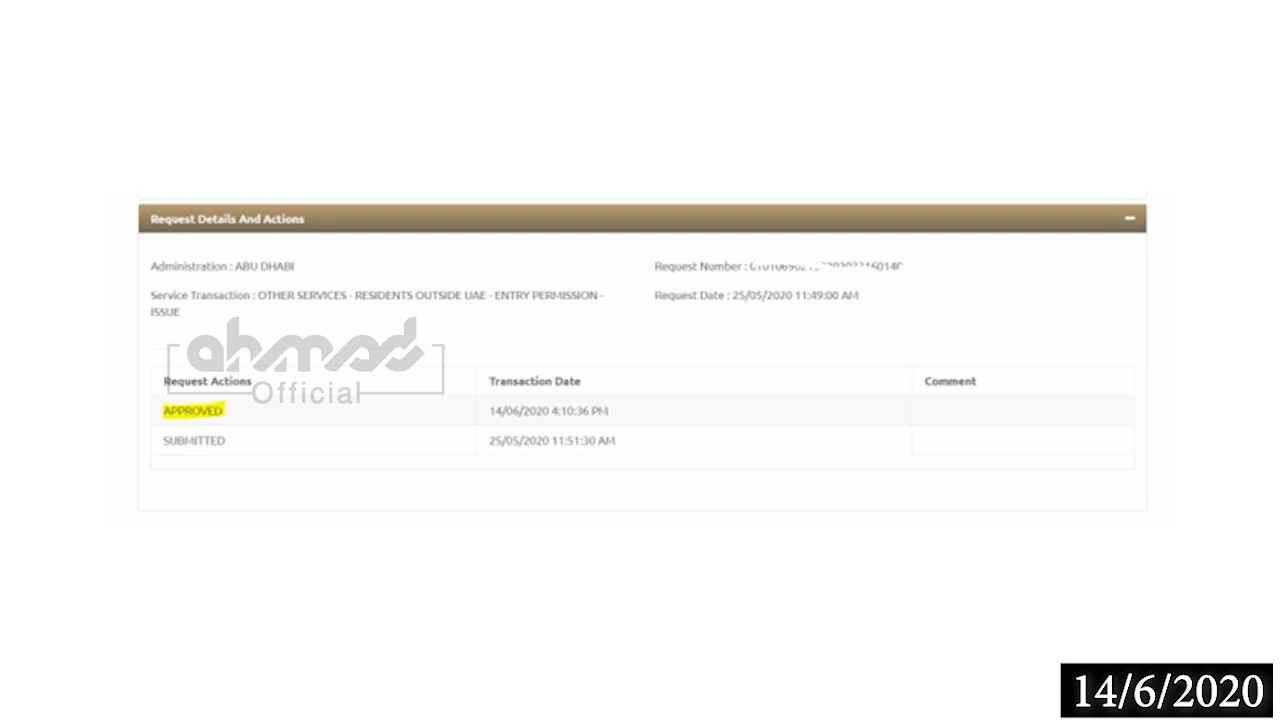 Request Details And Actions
Administration : ABU DHABI
Request Number :
Service Transaction : OTHER SERVICES - RESIDENTS OUTSIDE UAE - ENTRY PERMISSION -
ISSUE
Request Date : 25/05/2020 11:49:00 AM
ahmad
Official
Request Actions Transaction Date Comment
APPROVED 14/06/2020 4:10:36 PM
SUBMITTED 25/05/2020 11:51:30 AM
14/6/2020